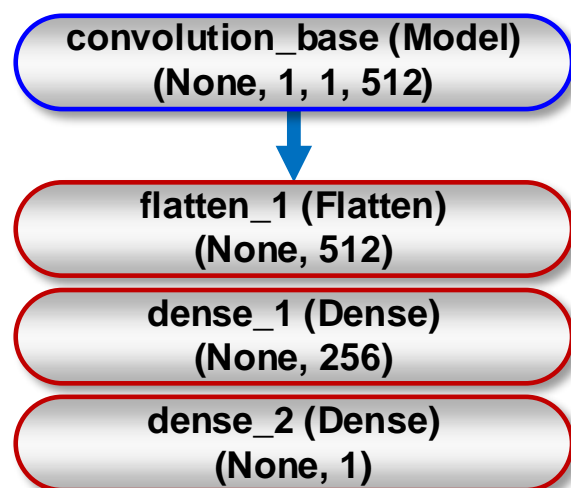 convolution_base (Model)
(None, 1, 1, 512)
flatten_1 (Flatten)
(None, 512)
dense_1 (Dense)
(None, 256)
dense_2 (Dense)
(None, 1)